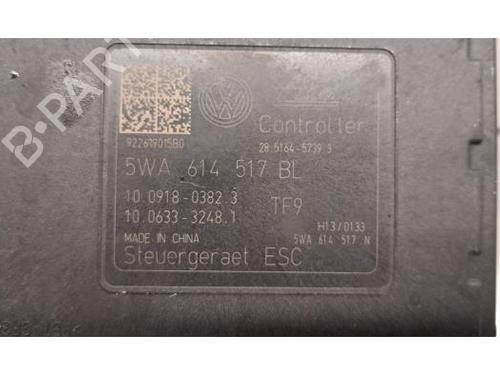 B-PARTS
Controller
922619015B0
28.5164-5739.3
5WA 614 517 BL
10.0918-0382.3
TF9
10.0633-3248.1
H13/0133
MADE IN CHINA
5WA 614 517 N
Steuergeraet ESC